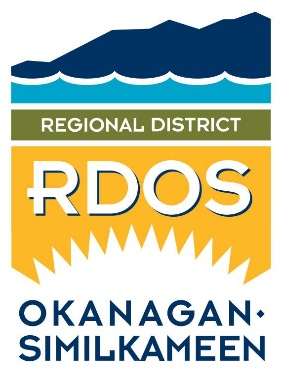 REGIONAL DISTRICT
RDOS
OKANAGAN·
SIMILKAMEEN